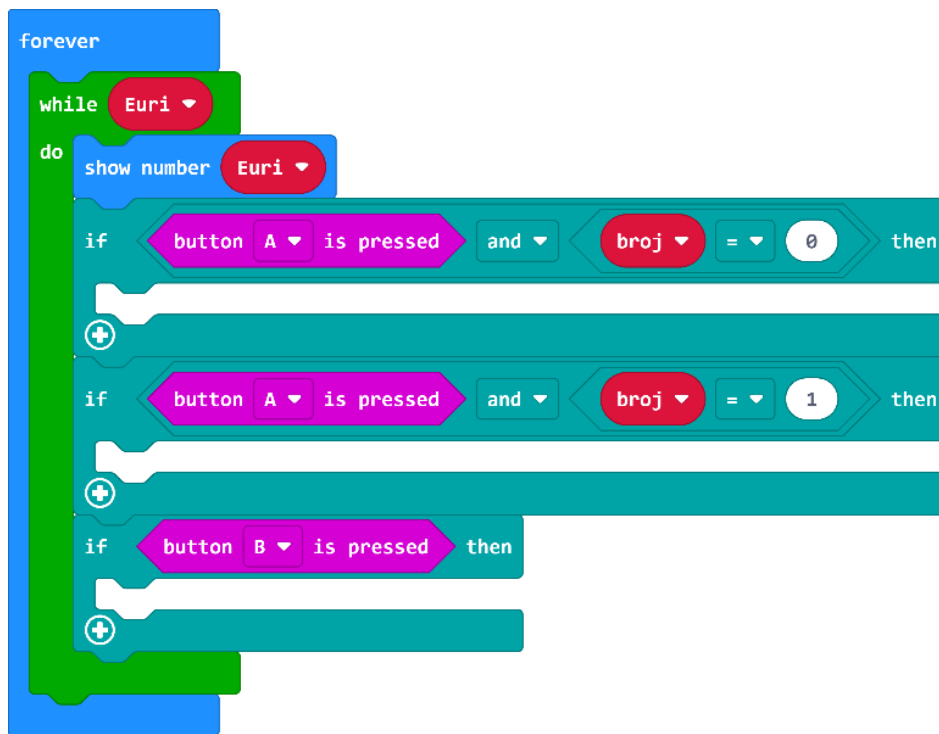 forever
while Euri
do
show number Euri
if button A is pressed and broj = 0 then
if button A is pressed and broj = 1 then
if button B is pressed then